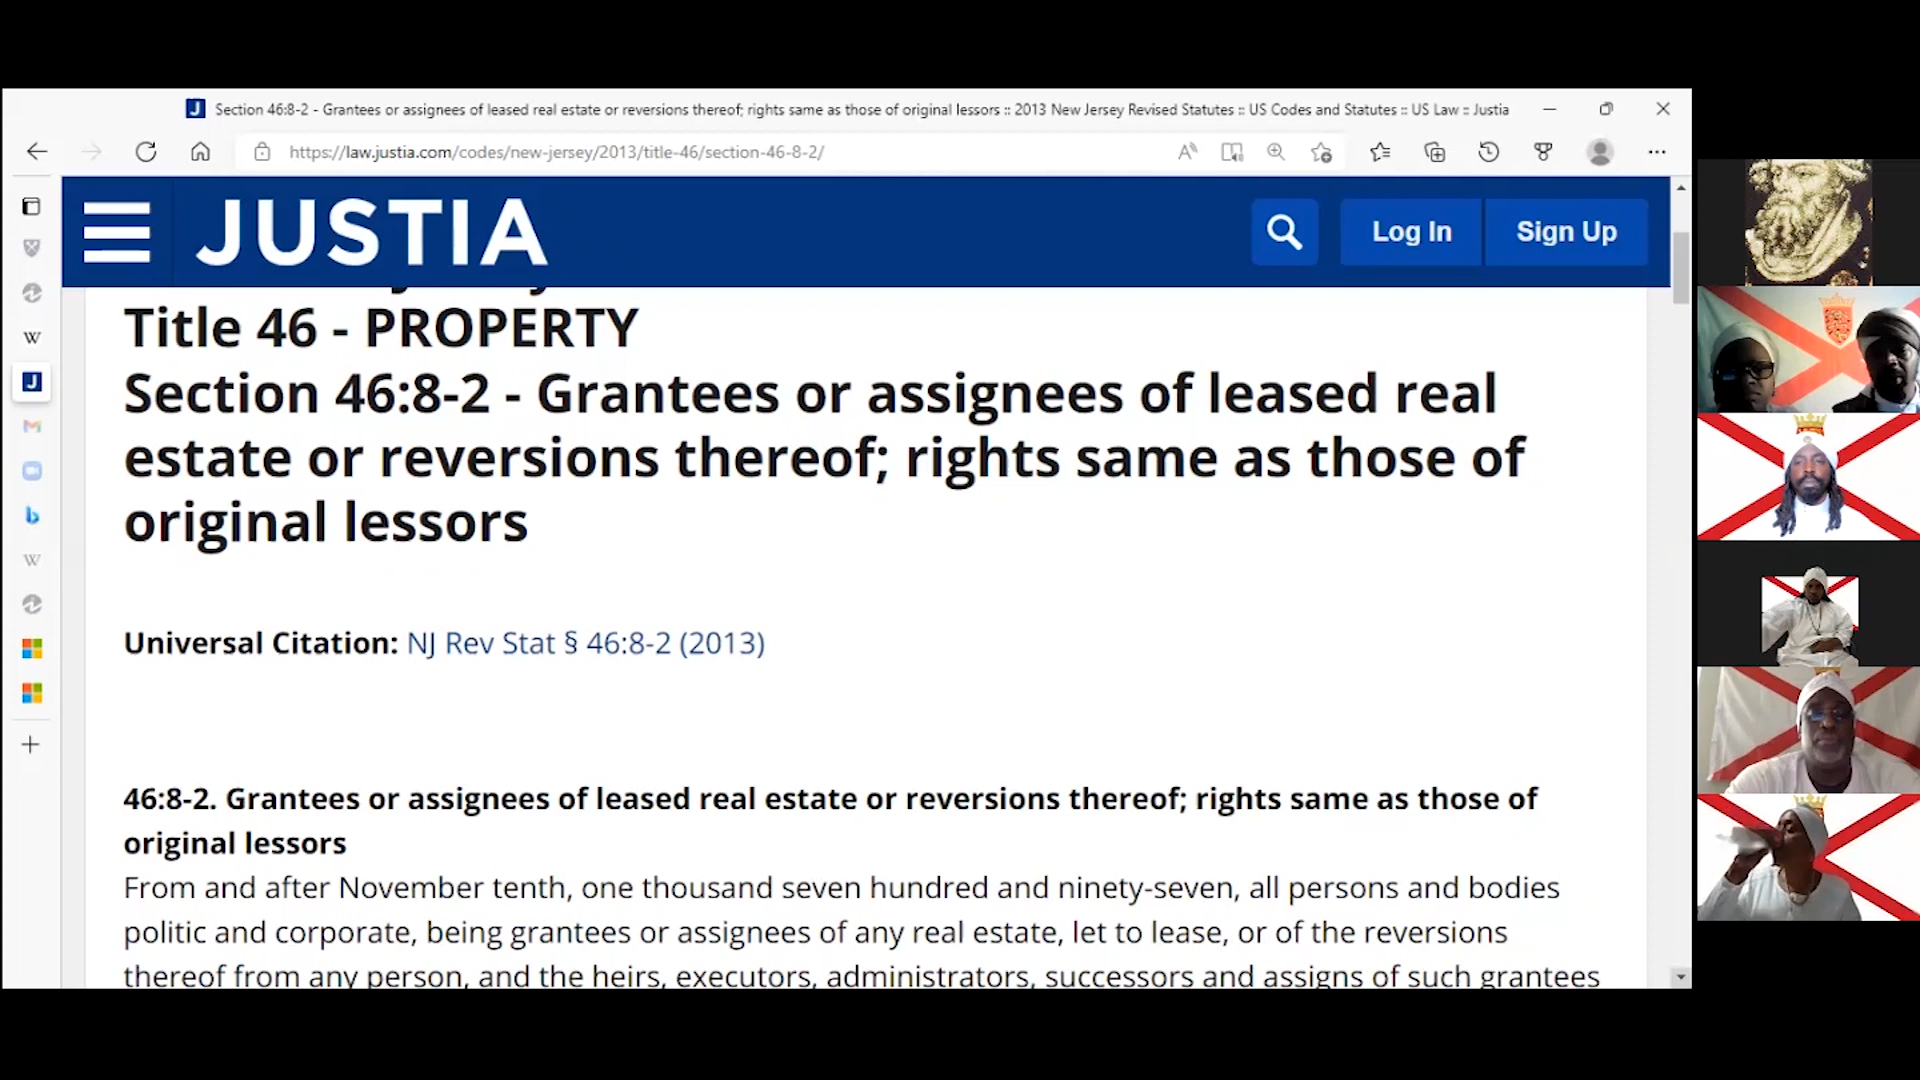 Section 46:8-2 - Grantees or assignees of leased real estate or reversions thereof; rights same as those of original lessors :: 2013 New Jersey Revised Statutes :: US Codes and Statutes :: US Law :: Justia
https://law.justia.com/codes/new-jersey/2013/title-46/section-46-8-2/
JUSTIA
Log In
Sign Up
Title 46 - PROPERTY
Section 46:8-2 - Grantees or assignees of leased real
estate or reversions thereof; rights same as those of
original lessors
Universal Citation: NJ Rev Stat § 46:8-2 (2013)
46:8-2. Grantees or assignees of leased real estate or reversions thereof; rights same as those of
original lessors
From and after November tenth, one thousand seven hundred and ninety-seven, all persons and bodies
politic and corporate, being grantees or assignees of any real estate, let to lease, or of the reversions
thereof from any person, and the heirs, executors, administrators, successors and assigns of such grantees